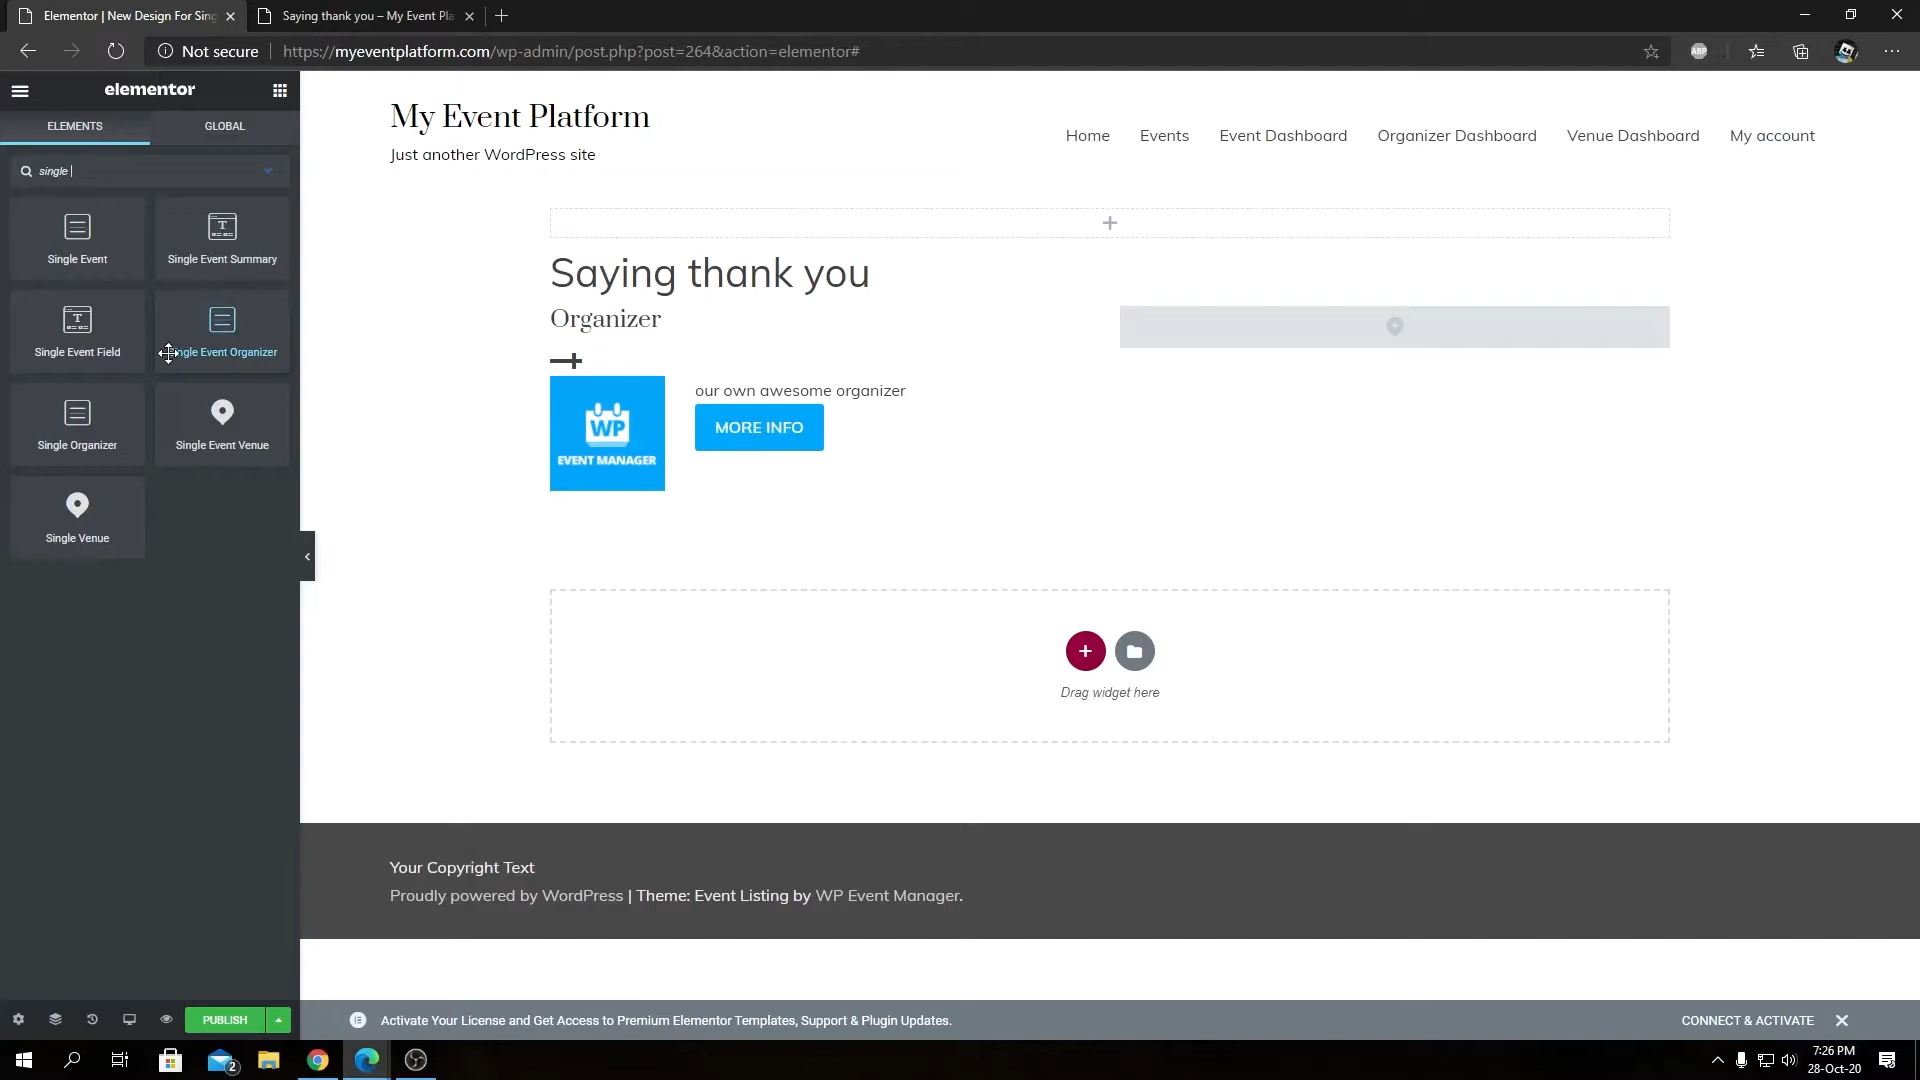 Elementor | New Design For Sing
Saying thank you – My Event Pla
Not secure
https://myeventplatform.com/wp-admin/post.php?post=264&action=elementor#
ABP
elementor
ELEMENTS
GLOBAL
single
Single Event
Single Event Summary
Single Event Field
Single Event Organizer
Single Organizer
Single Event Venue
Single Venue
PUBLISH
My Event Platform
Just another WordPress site
Home
Events
Event Dashboard
Organizer Dashboard
Venue Dashboard
My account
Saying thank you
Organizer
WP
EVENT MANAGER
our own awesome organizer
MORE INFO
Drag widget here
Your Copyright Text
Proudly powered by WordPress | Theme: Event Listing by WP Event Manager.
Activate Your License and Get Access to Premium Elementor Templates, Support & Plugin Updates.
CONNECT & ACTIVATE
2
7:26 PM
28-Oct-20